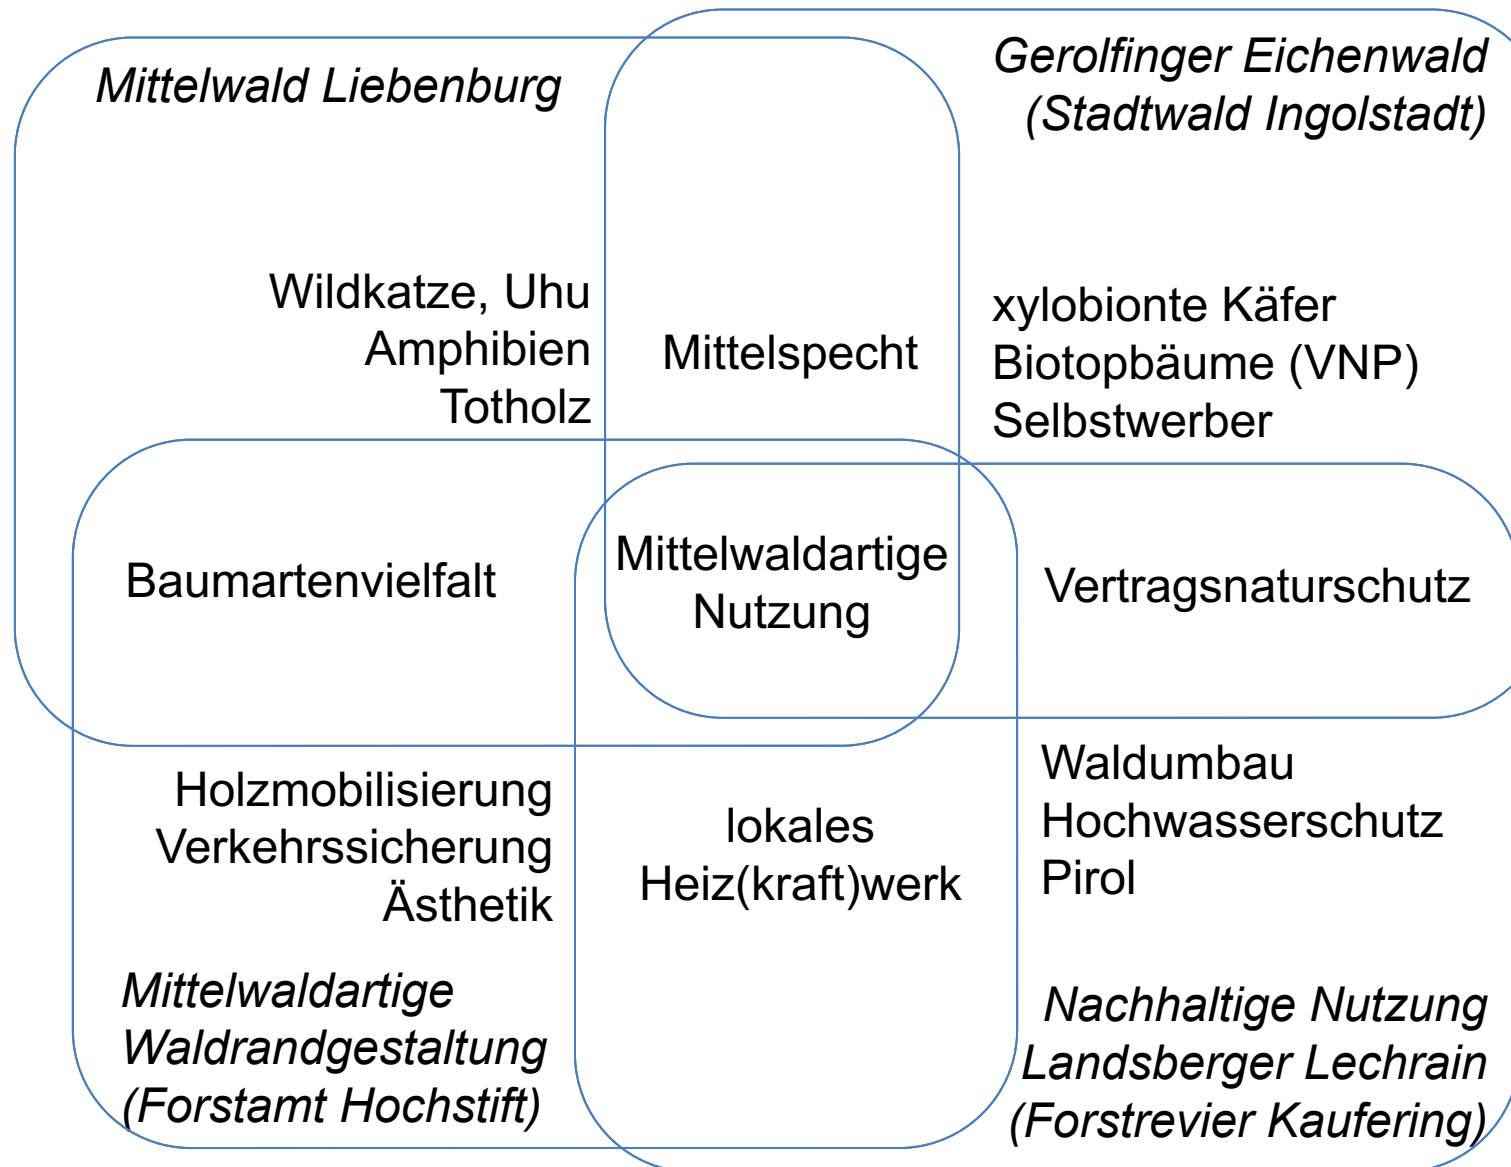 Mittelwald Liebenburg
Gerolfinger Eichenwald
(Stadtwald Ingolstadt)
Wildkatze, Uhu
Amphibien
Totholz
Mittelspecht
xylobionte Käfer
Biotopbäume (VNP)
Selbstwerber
Baumartenvielfalt
Mittelwaldartige
Nutzung
Vertragsnaturschutz
Holzmobilisierung
Verkehrssicherung
Ästhetik
lokales
Heiz(kraft)werk
Waldumbau
Hochwasserschutz
Pirol
Mittelwaldartige
Waldrandgestaltung
(Forstamt Hochstift)
Nachhaltige Nutzung
Landsberger Lechrain
(Forstrevier Kaufering)